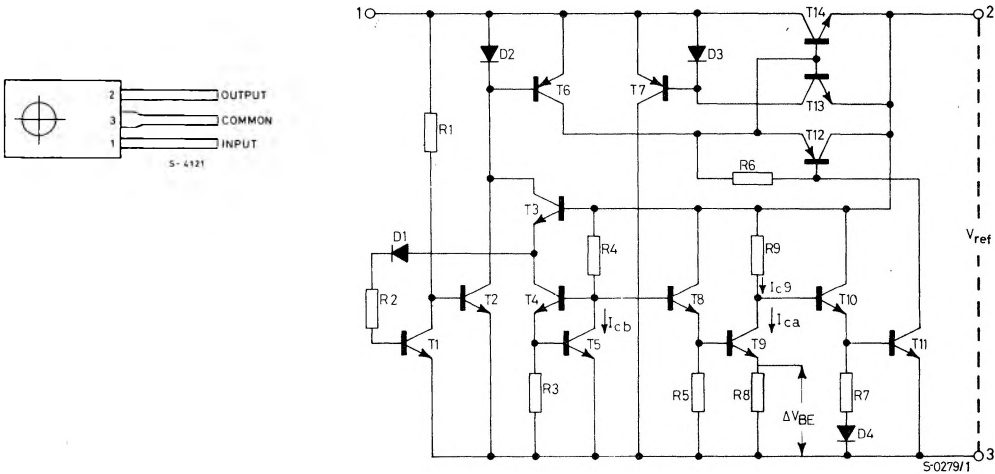 2
OUTPUT
3
COMMON
1
INPUT
S-4121
1
T14
2
D2
D3
T6
T7
T13
R1
T12
R6
T3
D1
R4
R9
Vref
R2
Ic9
T2
T4
T8
T10
Icb
Ica
T1
T5
T9
T11
R3
R5
R8
R7
ΔVBE
D4
3
S-0279/1